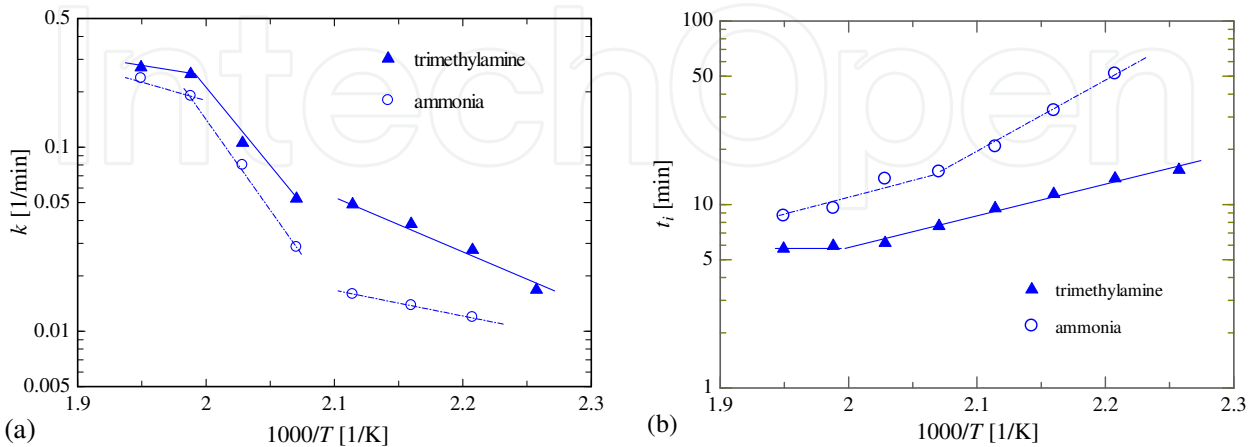 IntechOpen
0.5
0.1
0.05
0.01
0.005
k [1/min]
trimethylamine
ammonia
1.9
2
2.1
2.2
2.3
1000/T [1/K]
(a)
100
50
10
5
1
t_i [min]
trimethylamine
ammonia
1.9
2
2.1
2.2
2.3
1000/T [1/K]
(b)